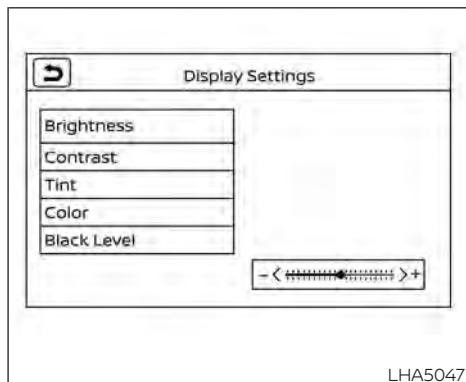 Display Settings
Brightness
Contrast
Tint
Color
Black Level
- < > +
LHA5047